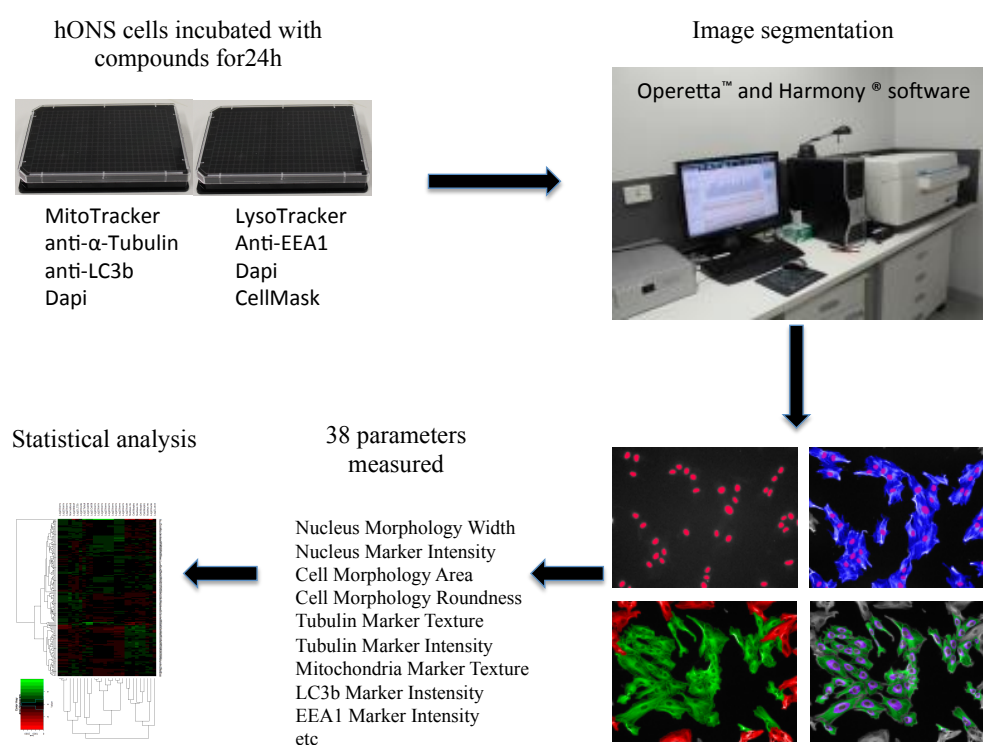 hONS cells incubated with
compounds for24h
Image segmentation
Operetta™ and Harmony ® software
MitoTracker
anti-α-Tubulin
anti-LC3b
Dapi
LysoTracker
Anti-EEA1
Dapi
CellMask
Statistical analysis
38 parameters
measured
Nucleus Morphology Width
Nucleus Marker Intensity
Cell Morphology Area
Cell Morphology Roundness
Tubulin Marker Texture
Tubulin Marker Intensity
Mitochondria Marker Texture
LC3b Marker Instensity
EEA1 Marker Intensity
etc